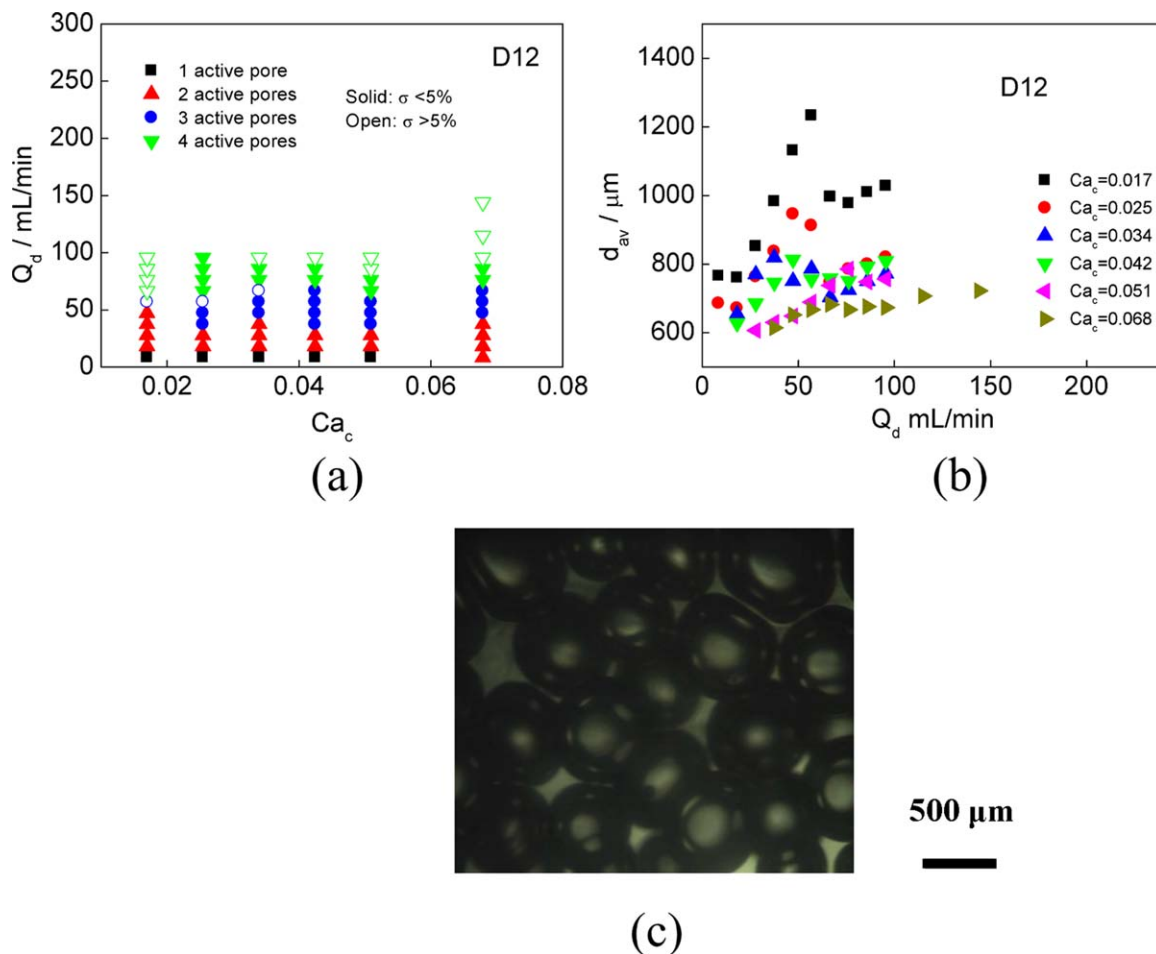 300
250
200
150
100
50
0
Q_d / mL/min
D12
1 active pore
2 active pores
3 active pores
4 active pores
Solid: σ <5%
Open: σ >5%
0.02 0.04 0.06 0.08
Ca_c
(a)
1400
1200
1000
800
600
d_av / μm
D12
Ca_c=0.017
Ca_c=0.025
Ca_c=0.034
Ca_c=0.042
Ca_c=0.051
Ca_c=0.068
0 50 100 150 200
Q_d mL/min
(b)
500 μm
(c)